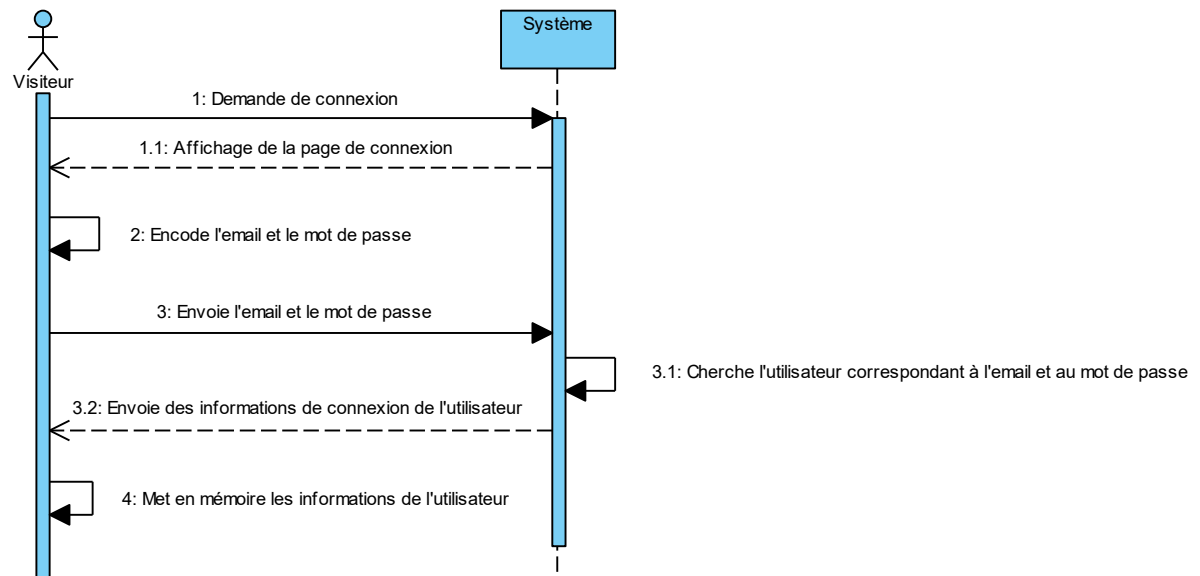 Système
Visiteur
1: Demande de connexion
1.1: Affichage de la page de connexion
2: Encode l'email et le mot de passe
3: Envoie l'email et le mot de passe
3.1: Cherche l'utilisateur correspondant à l'email et au mot de passe
3.2: Envoie des informations de connexion de l'utilisateur
4: Met en mémoire les informations de l'utilisateur